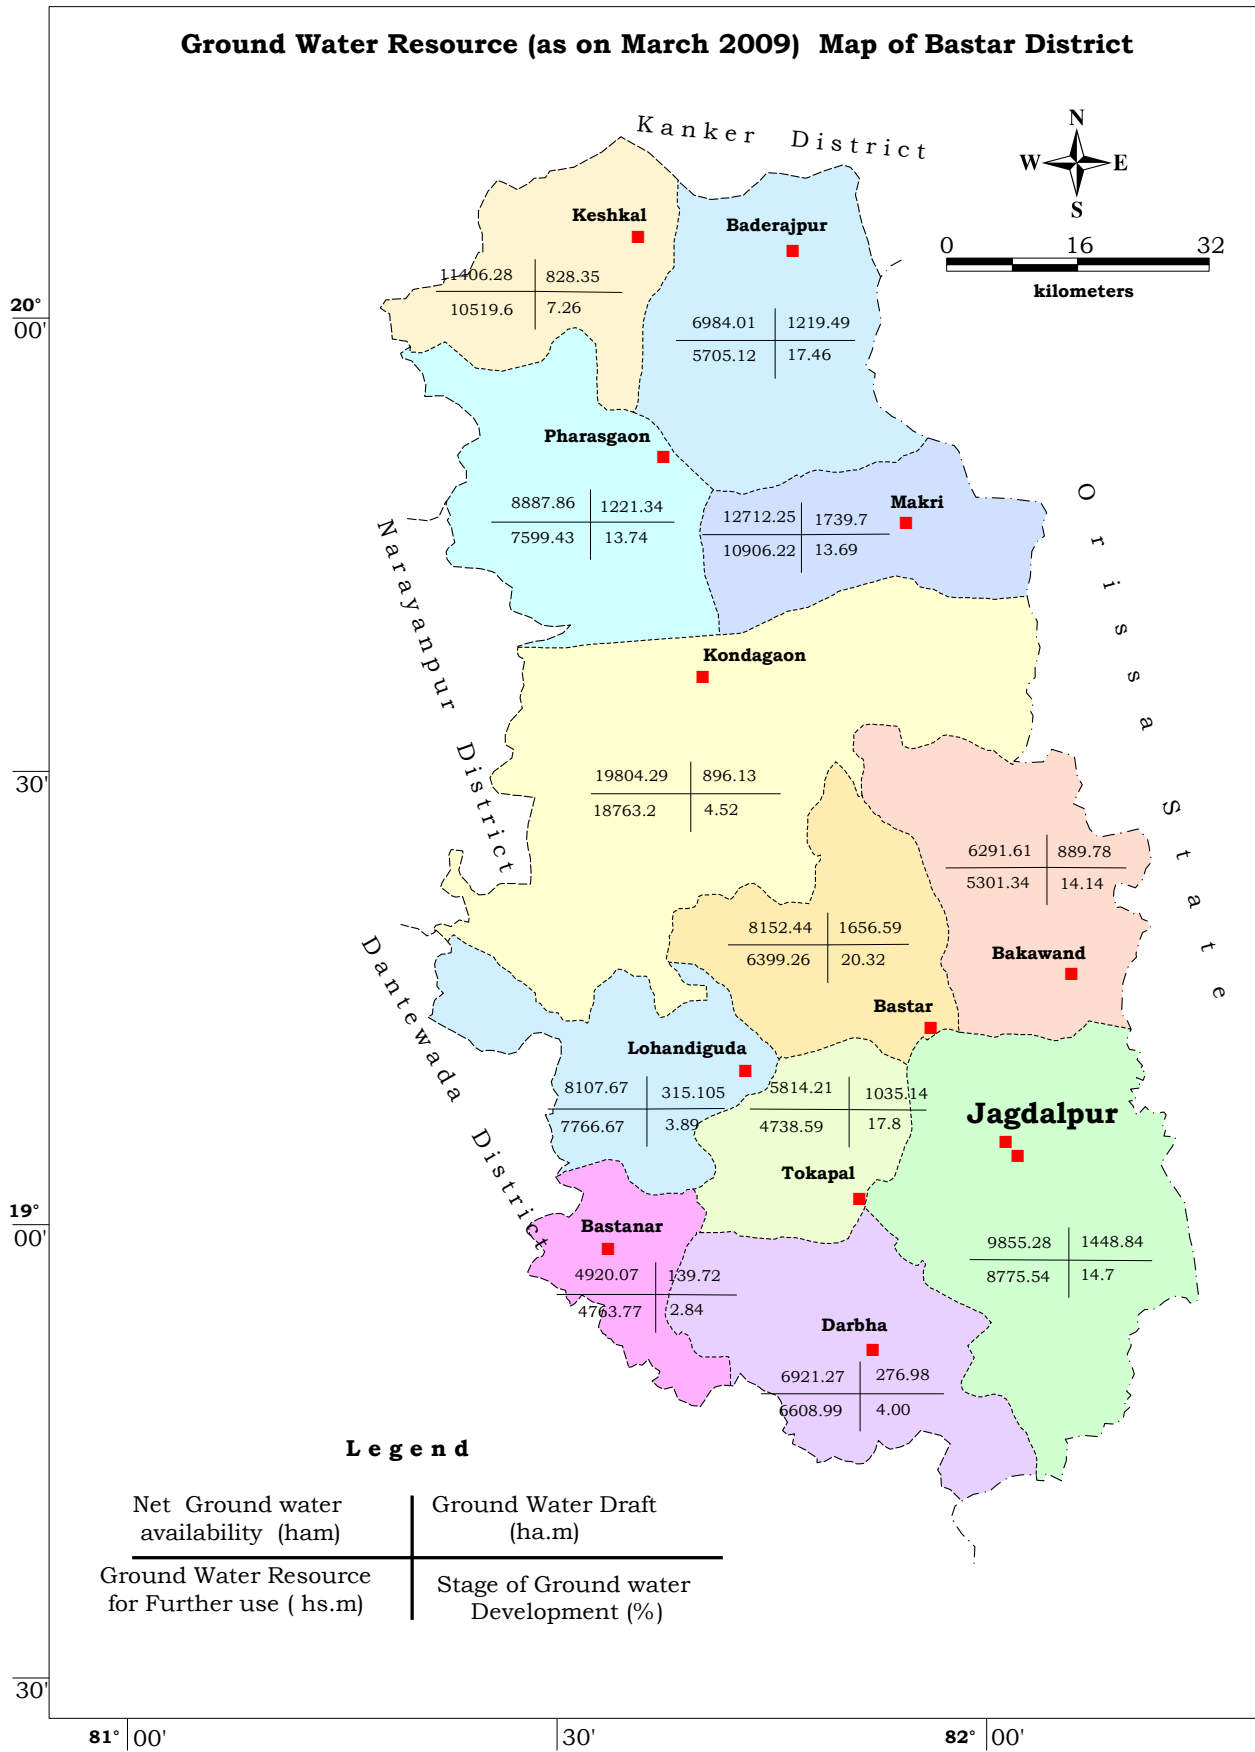 Ground Water Resource (as on March 2009)  Map of Bastar District
Kanker District
N
W E
S
0 16 32
kilometers
Keshkal
11406.28 828.35
10519.6 7.26
Baderajpur
6984.01 1219.49
5705.12 17.46
20°
00'
Pharasgaon
8887.86 1221.34
7599.43 13.74
Makri
12712.25 1739.7
10906.22 13.69
Narayanpur District
Orissa State
Kondagaon
19804.29 896.13
18763.2 4.52
30'
6291.61 889.78
5301.34 14.14
Bakawand
8152.44 1656.59
6399.26 20.32
Bastar
Dantewada District
Lohandiguda
8107.67 315.105
7766.67 3.89
5814.21 1035.14
4738.59 17.8
Tokapal
Jagdalpur
9855.28 1448.84
8775.54 14.7
19°
00'
Bastanar
4920.07 139.72
4763.77 2.84
Darbha
6921.27 276.98
6608.99 4.00
Legend
Net Ground water
availability (ham)
Ground Water Draft
(ha.m)
Ground Water Resource
for Further use ( hs.m)
Stage of Ground water
Development (%)
30'
81° 00' 30' 82° 00'